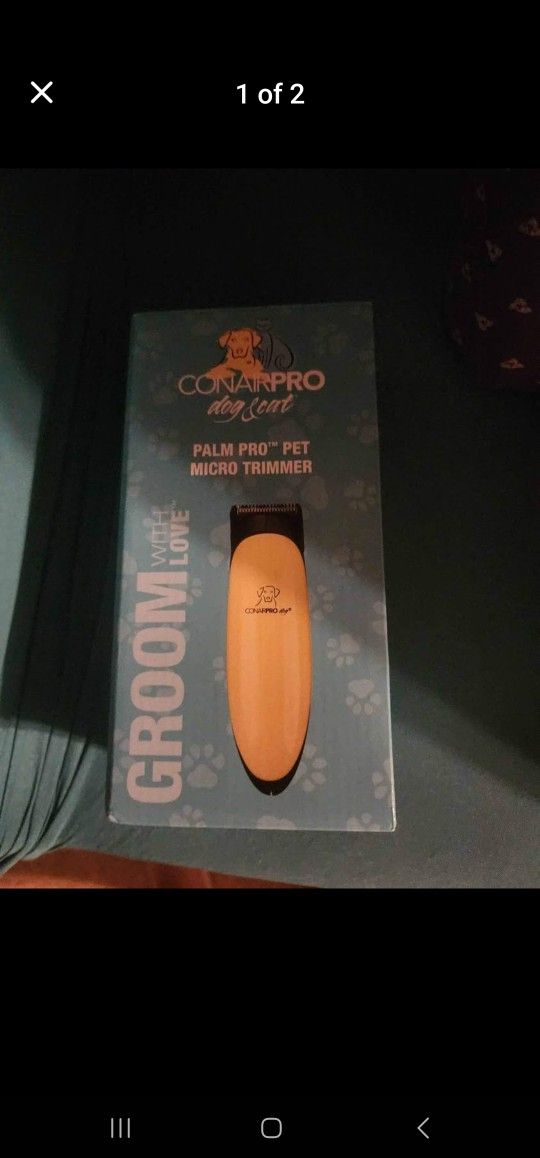 1 of 2
CONAIRPRO
dog & cat
PALM PRO™ PET
MICRO TRIMMER
GROOM WITH LOVE™
CONAIRPRO dog®